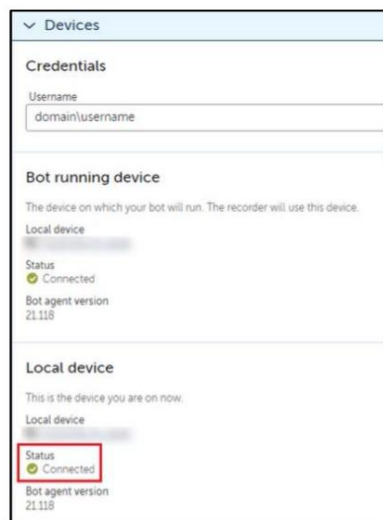 Devices
Credentials
Username
domain\username
Bot running device
The device on which your bot will run. The recorder will use this device.
Local device
Status
Connected
Bot agent version
21.118
Local device
This is the device you are on now.
Local device
Status
Connected
Bot agent version
21.118